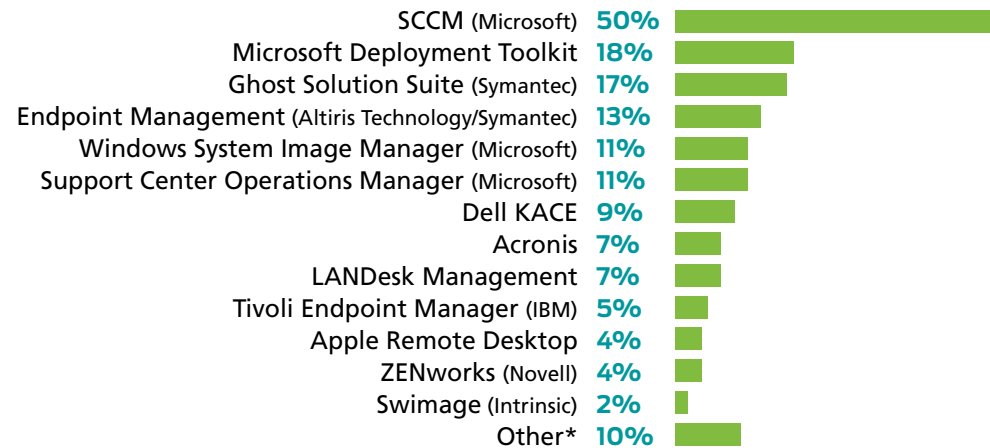 SCCM (Microsoft) 50%
Microsoft Deployment Toolkit 18%
Ghost Solution Suite (Symantec) 17%
Endpoint Management (Altiris Technology/Symantec) 13%
Windows System Image Manager (Microsoft) 11%
Support Center Operations Manager (Microsoft) 11%
Dell KACE 9%
Acronis 7%
LANDesk Management 7%
Tivoli Endpoint Manager (IBM) 5%
Apple Remote Desktop 4%
ZENworks (Novell) 4%
Swimage (Intrinsic) 2%
Other* 10%